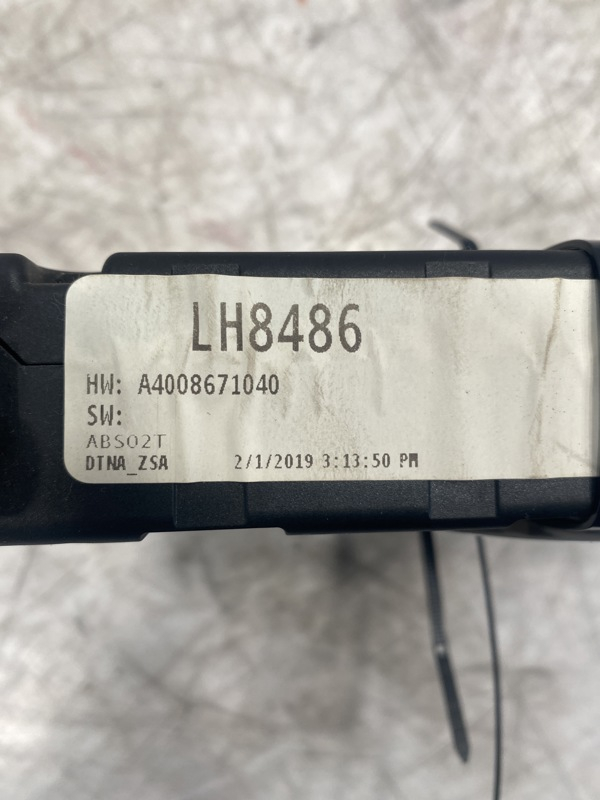 LH8486
HW: A4008671040
SW:
ABS02T
DTNA_ZSA 2/1/2019 3:13:50 PM